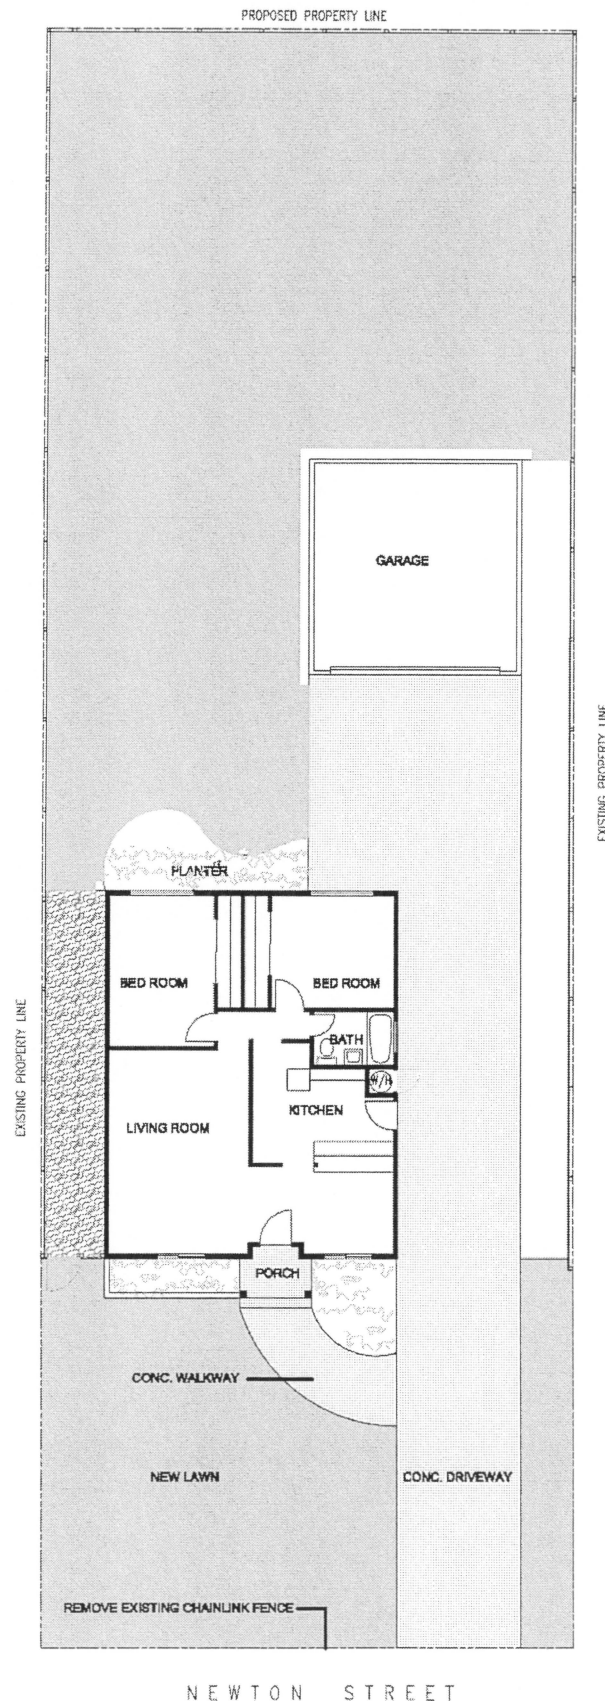 PROPOSED PROPERTY LINE
GARAGE
EXISTING PROPERTY LINE
PLANTER
BED ROOM
BED ROOM
BATH
W/H
KITCHEN
LIVING ROOM
EXISTING PROPERTY LINE
PORCH
CONC. WALKWAY
NEW LAWN
CONC. DRIVEWAY
REMOVE EXISTING CHAINLINK FENCE
NEWTON STREET